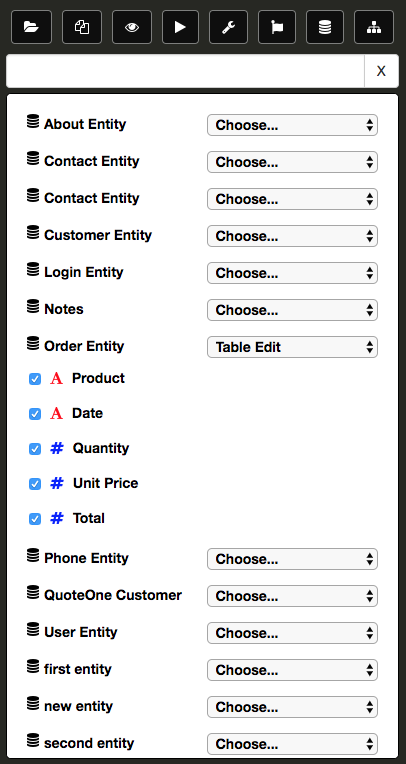 X
About Entity Choose...
Contact Entity Choose...
Contact Entity Choose...
Customer Entity Choose...
Login Entity Choose...
Notes Choose...
Order Entity Table Edit
A Product
A Date
# Quantity
# Unit Price
# Total
Phone Entity Choose...
QuoteOne Customer Choose...
User Entity Choose...
first entity Choose...
new entity Choose...
second entity Choose...